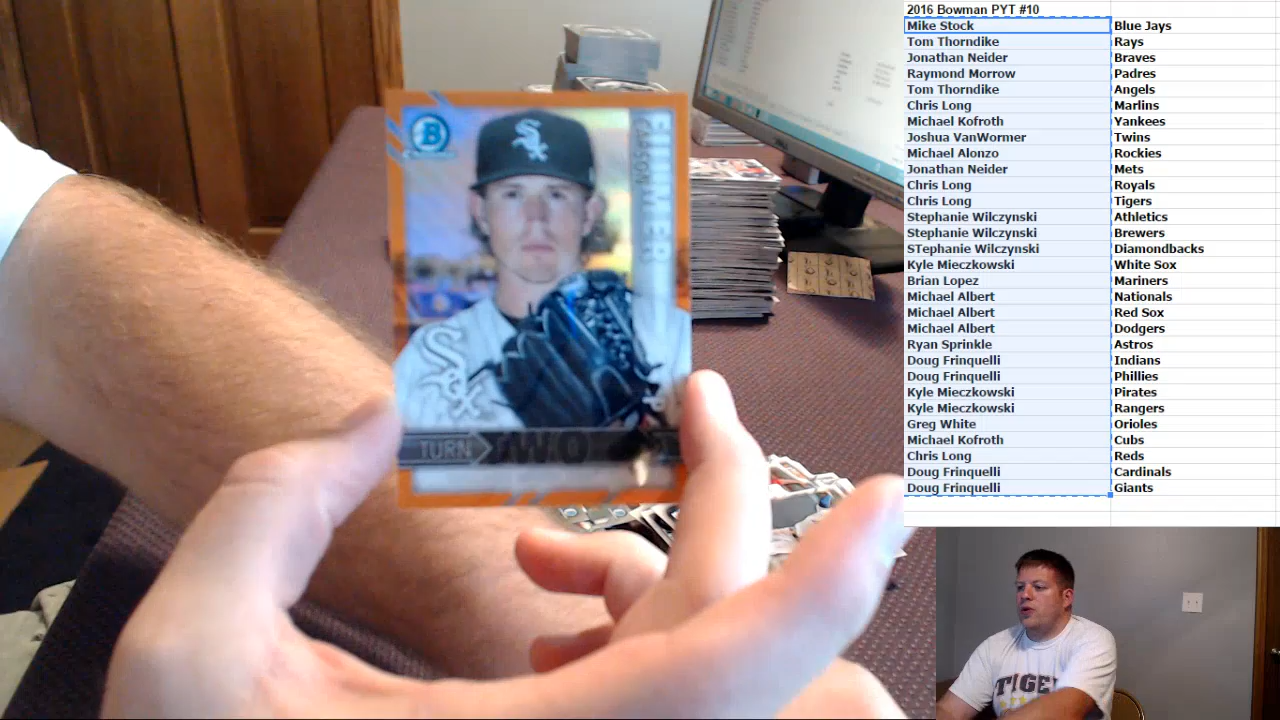 2016 Bowman PYT #10
Mike Stock Blue Jays
Tom Thorndike Rays
Jonathan Neider Braves
Raymond Morrow Padres
Tom Thorndike Angels
Chris Long Marlins
Michael Kofroth Yankees
Joshua VanWormer Twins
Michael Alonzo Rockies
Jonathan Neider Mets
Chris Long Royals
Chris Long Tigers
Stephanie Wilczynski Athletics
Stephanie Wilczynski Brewers
STephanie Wilczynski Diamondbacks
Kyle Mieczkowski White Sox
Brian Lopez Mariners
Michael Albert Nationals
Michael Albert Red Sox
Michael Albert Dodgers
Ryan Sprinkle Astros
Doug Frinquelli Indians
Doug Frinquelli Phillies
Kyle Mieczkowski Pirates
Kyle Mieczkowski Rangers
Greg White Orioles
Michael Kofroth Cubs
Chris Long Reds
Doug Frinquelli Cardinals
Doug Frinquelli Giants
B
Sox
CARSON
FULMER
Sox
TURN